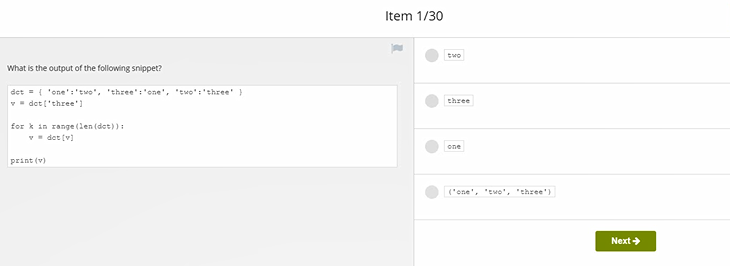 Item 1/30
What is the output of the following snippet?
dct = { 'one':'two', 'three':'one', 'two':'three' }
v = dct['three']
for k in range(len(dct)):
    v = dct[v]
print(v)
two
three
one
('one', 'two', 'three')
Next →